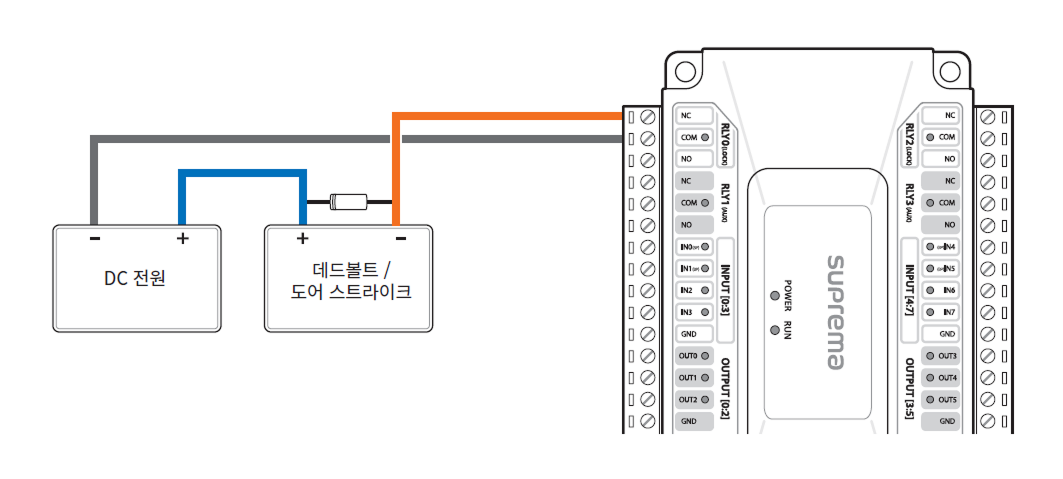 NC
COM
NO
RLY0 (LOCK)
NC
COM
NO
RLY1 (AUX)
IN0(SP)
IN1(SP)
IN2
IN3
GND
INPUT [0:3]
OUT0
OUT1
OUT2
GND
OUTPUT [0:2]
POWER
RUN
suprema
NC
COM
NO
RLY2 (LOCK)
NC
COM
NO
RLY3 (AUX)
IN4
IN5
IN6
IN7
GND
INPUT [4:7]
OUT3
OUT4
OUT5
GND
OUTPUT [3:5]
- +
DC 전원
+ -
데드볼트 /
도어 스트라이크